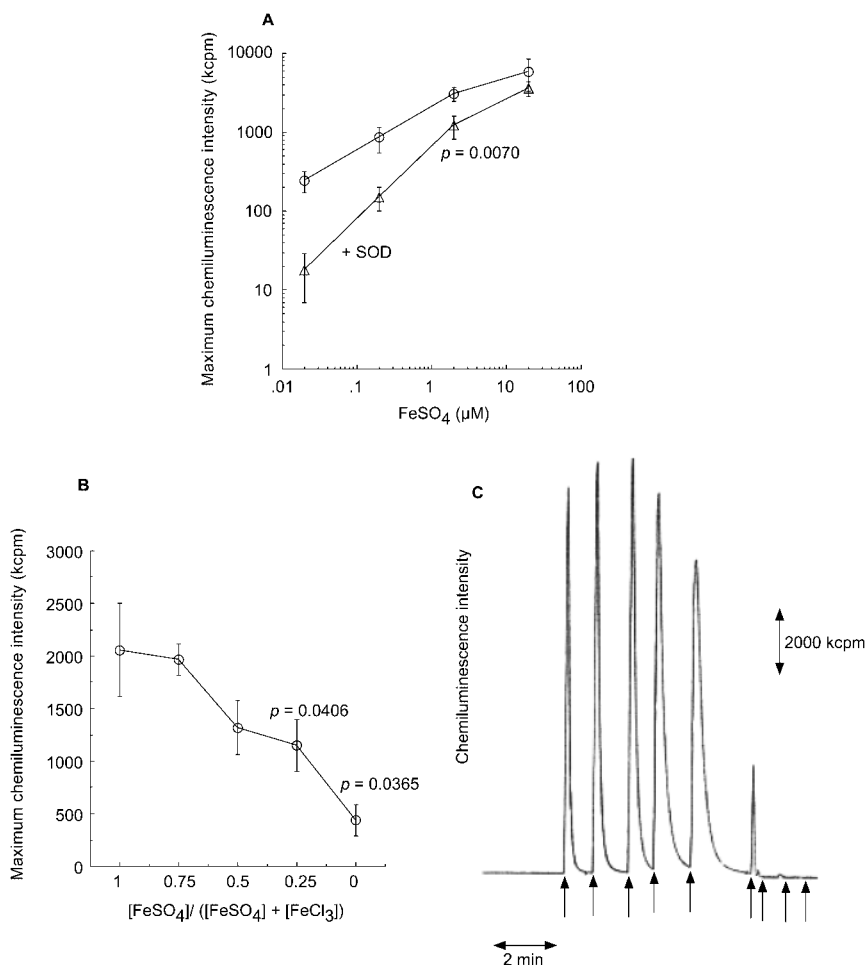 A
Maximum chemiluminescence intensity (kcpm)
10000
1000
100
10
1
p = 0.0070
+ SOD
.01 .1 1 10 100
FeSO4 (µM)
B
Maximum chemiluminescence intensity (kcpm)
3000
2500
2000
1500
1000
500
0
p = 0.0406
p = 0.0365
1 0.75 0.5 0.25 0
[FeSO4]/ ([FeSO4] + [FeCl3])
C
Chemiluminescence intensity
2000 kcpm
2 min